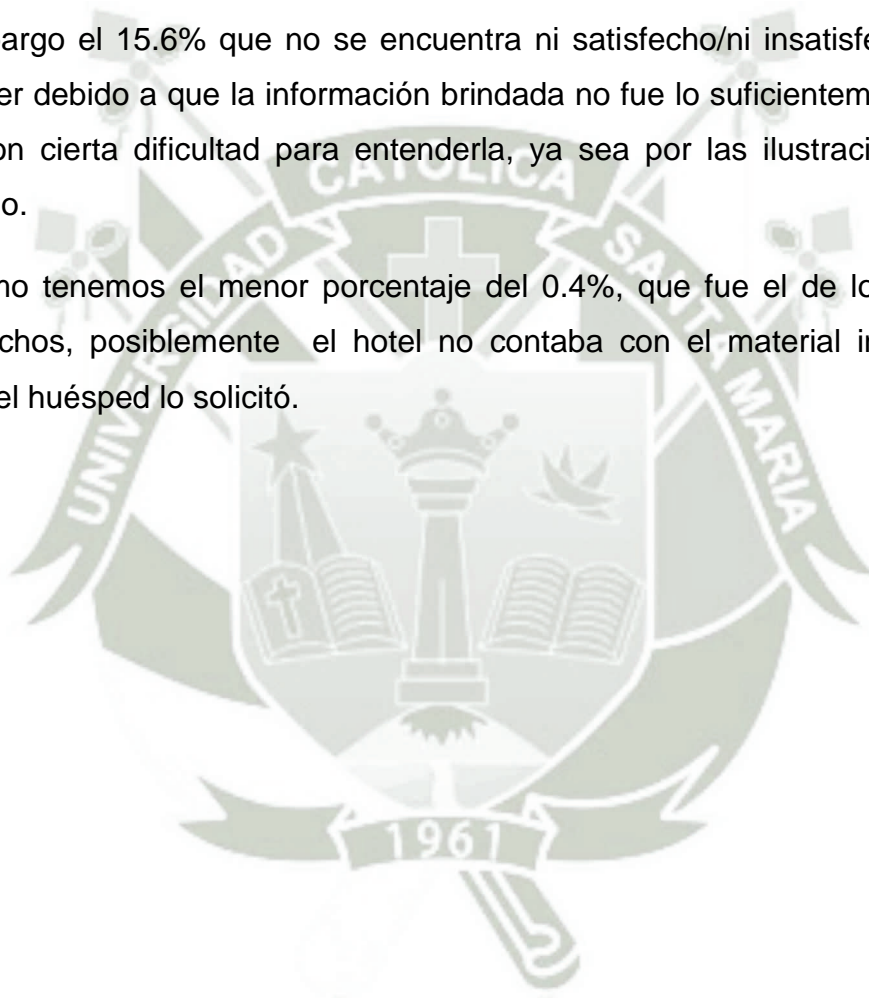 argo el 15.6% que no se encuentra ni satisfecho/ni insatisfe
er debido a que la información brindada no fue lo suficientem
on cierta dificultad para entenderla, ya sea por las ilustraci
o.
no tenemos el menor porcentaje del 0.4%, que fue el de lo
chos, posiblemente el hotel no contaba con el material i
el huésped lo solicitó.
UNIVERSIDAD CATOLICA SANTA MARIA
1961